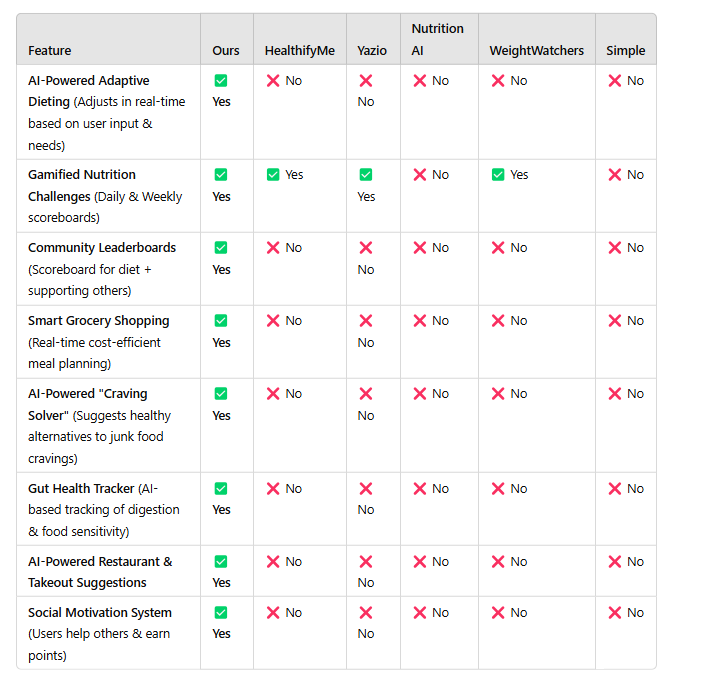 Feature Ours HealthifyMe Yazio Nutrition AI WeightWatchers Simple
AI-Powered Adaptive
Dieting (Adjusts in real-time
based on user input &
needs)
✅ Yes ❌ No ❌ No ❌ No ❌ No ❌ No
Gamified Nutrition
Challenges (Daily & Weekly
scoreboards)
✅ Yes ✅ Yes ✅ Yes ❌ No ✅ Yes ❌ No
Community Leaderboards
(Scoreboard for diet +
supporting others)
✅ Yes ❌ No ❌ No ❌ No ❌ No ❌ No
Smart Grocery Shopping
(Real-time cost-efficient
meal planning)
✅ Yes ❌ No ❌ No ❌ No ❌ No ❌ No
AI-Powered "Craving
Solver" (Suggests healthy
alternatives to junk food
cravings)
✅ Yes ❌ No ❌ No ❌ No ❌ No ❌ No
Gut Health Tracker (AI-
based tracking of digestion
& food sensitivity)
✅ Yes ❌ No ❌ No ❌ No ❌ No ❌ No
AI-Powered Restaurant &
Takeout Suggestions
✅ Yes ❌ No ❌ No ❌ No ❌ No ❌ No
Social Motivation System
(Users help others & earn
points)
✅ Yes ❌ No ❌ No ❌ No ❌ No ❌ No